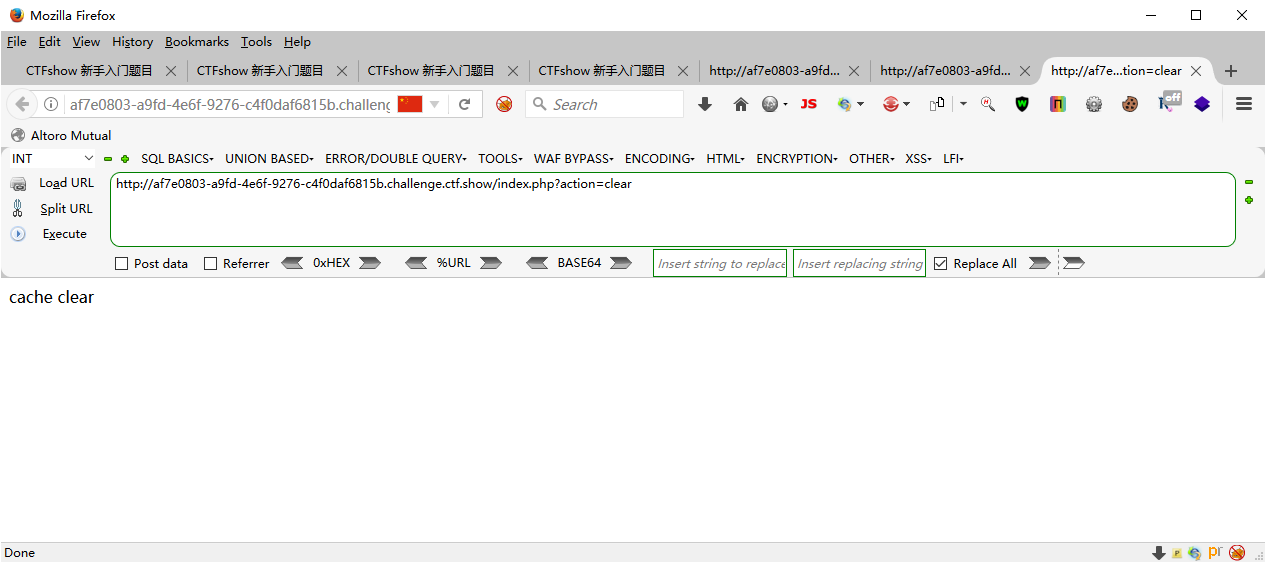 Mozilla Firefox
File Edit View History Bookmarks Tools Help
CTFshow 新手入门题目 CTFshow 新手入门题目 CTFshow 新手入门题目 CTFshow 新手入门题目 http://af7e0803-a9fd... http://af7e0803-a9fd... http://af7e...tion=clear
af7e0803-a9fd-4e6f-9276-c4f0daf6815b.challeng Search JS off
Altoro Mutual
INT SQL BASICS UNION BASED ERROR/DOUBLE QUERY TOOLS WAF BYPASS ENCODING HTML ENCRYPTION OTHER XSS LFI
Load URL http://af7e0803-a9fd-4e6f-9276-c4f0daf6815b.challenge.ctf.show/index.php?action=clear
Split URL
Execute
Post data Referrer 0xHEX %URL BASE64 Insert string to replace Insert replacing string Replace All
cache clear
Done pr